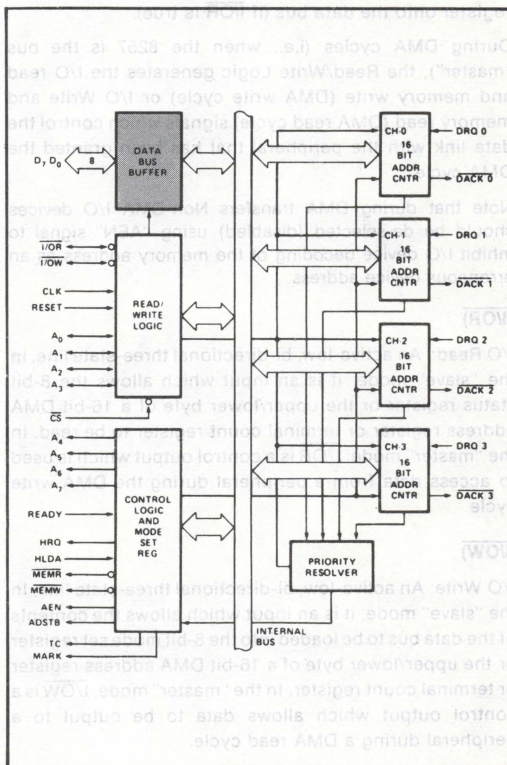 register onto the data bus (if I/OR is true).
During DMA cycles (i.e., when the 8257 is the bus
"master"), the Read/Write Logic generates the I/O read
and memory write (DMA write cycle) or I/O Write and
memory read (DMA read cycle) signals which control the
data link with the peripheral that has been granted the
DMA cycle.
Note that during DMA transfers Non-DMA I/O devices
should be de-selected (disabled) using "AEN" signal to
inhibit I/O device decoding of the memory address as an
erroneous device address.
(I/OR)
I/O Read: An active-low, bi-directional three-state line. In
the "slave" mode, it is an input which allows the 8-bit
status register or the upper/lower byte of a 16-bit DMA
address register or terminal count register to be read. In
the "master" mode, I/OR is a control output which is used
to access data from a peripheral during the DMA write
cycle.
(I/OW)
I/O Write: An active-low, bi-directional three-state line. In
the "slave" mode, it is an input which allows the contents
of the data bus to be loaded into the 8-bit mode set register
or the upper/lower byte of a 16-bit DMA address register
or terminal count register. In the "master" mode, I/OW is a
control output which allows data to be output to a
peripheral during a DMA read cycle.
D7 D0
8
DATA
BUS
BUFFER
I/OR
I/OW
CLK
RESET
A0
A1
A2
A3
READ/
WRITE
LOGIC
A4
A5
A6
A7
READY
HRQ
HLDA
MEMR
MEMW
AEN
ADSTB
TC
MARK
CONTROL
LOGIC
AND
MODE
SET
REG
INTERNAL
BUS
PRIORITY
RESOLVER
CH-0
16
BIT
ADDR
CNTR
DRQ 0
DACK 0
CH-1
16
BIT
ADDR
CNTR
DRQ 1
DACK 1
CH-2
16
BIT
ADDR
CNTR
DRQ 2
DACK 2
CH-3
16
BIT
ADDR
CNTR
DRQ 3
DACK 3